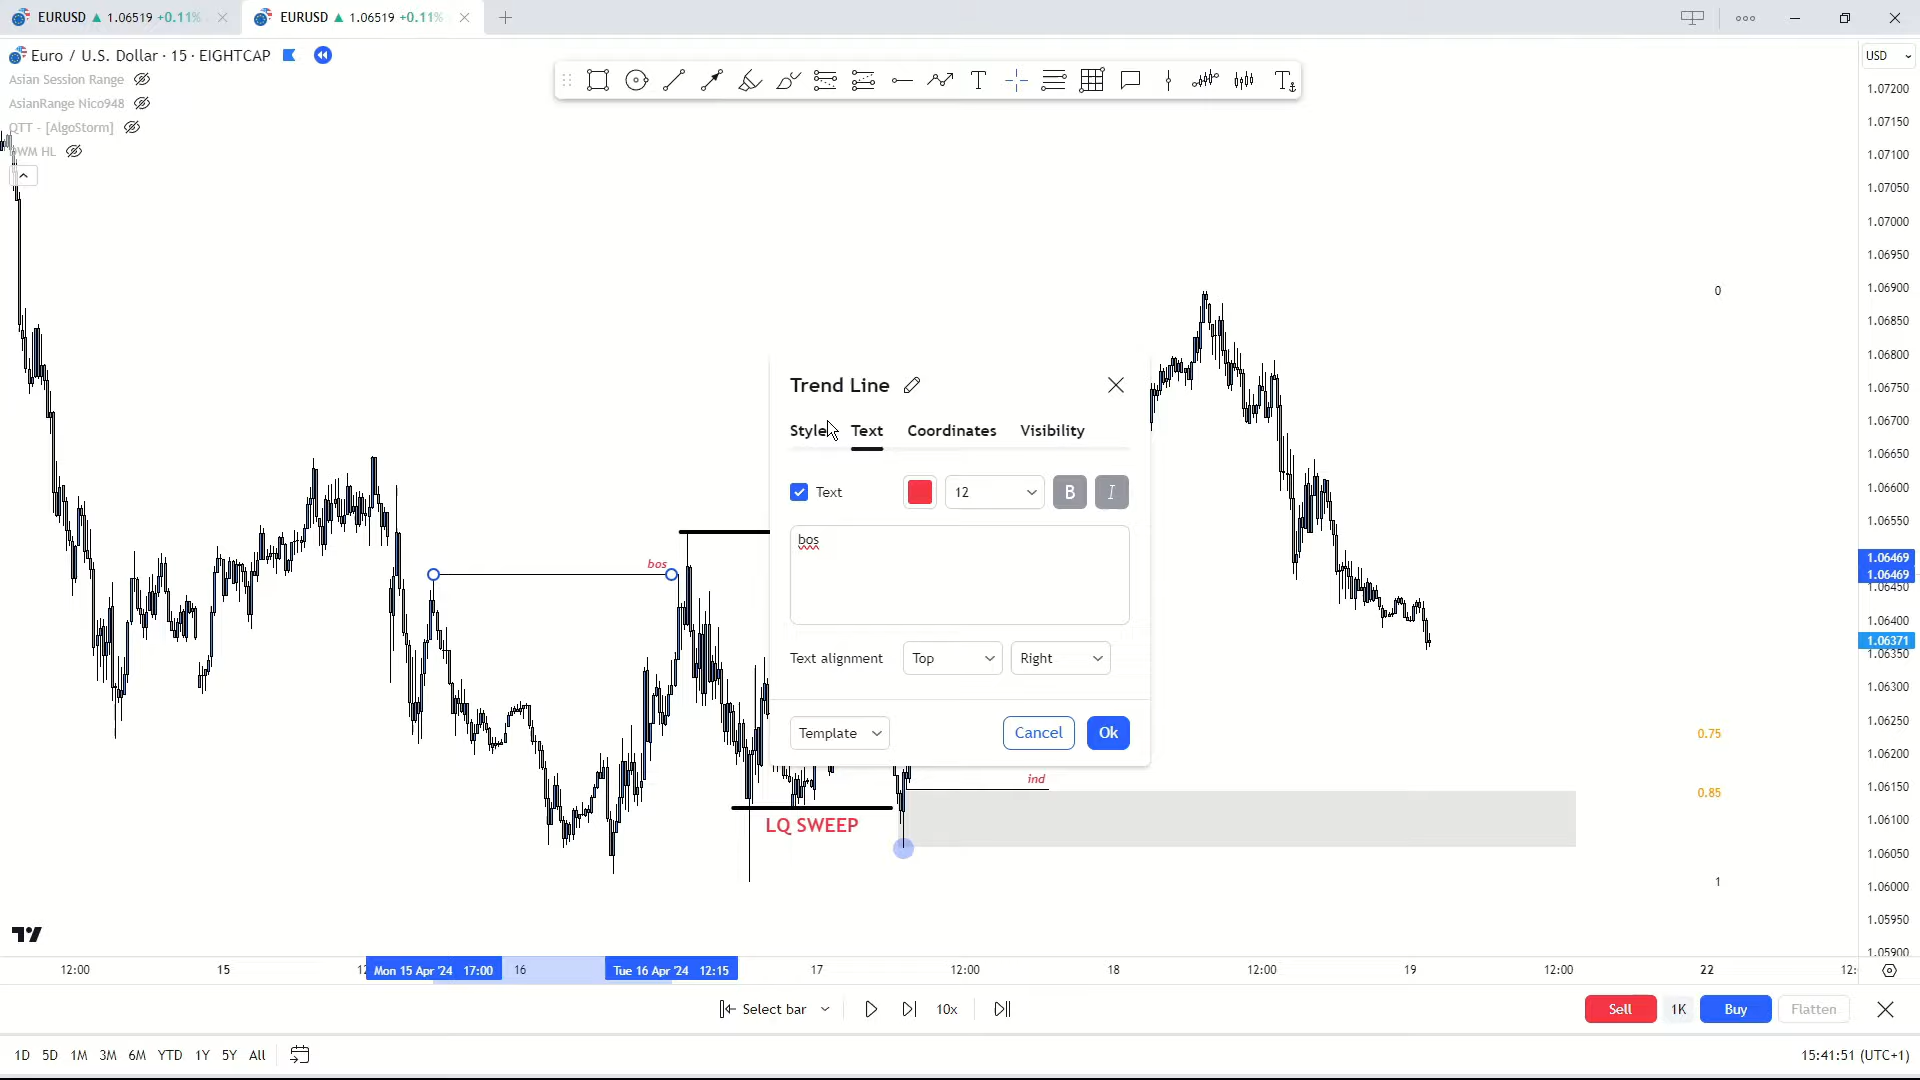 EURUSD ▲ 1.06519 +0.11%
EURUSD ▲ 1.06519 +0.11%
Euro / U.S. Dollar · 15 · EIGHTCAP
Asian Session Range
AsianRange Nico948
QTT - [AlgoStorm]
DWM HL
USD
1.07200
1.07150
1.07100
1.07050
1.07000
1.06950
1.06900
1.06850
1.06800
1.06750
1.06700
1.06650
1.06600
1.06550
1.06469
1.06469
1.06450
1.06400
1.06371
1.06350
1.06300
1.06250
1.06200
1.06150
1.06100
1.06050
1.06000
1.05950
1.05900
0
0.75
0.85
1
Trend Line
Style Text Coordinates Visibility
Text 12 B I
bos
Text alignment Top Right
Template Cancel Ok
bos
ind
LQ SWEEP
12:00 15 Mon 15 Apr '24 17:00 16 Tue 16 Apr '24 12:15 17 12:00 18 12:00 19 12:00 22 12:
Select bar 10x Sell 1K Buy Flatten
1D 5D 1M 3M 6M YTD 1Y 5Y All 15:41:51 (UTC+1)